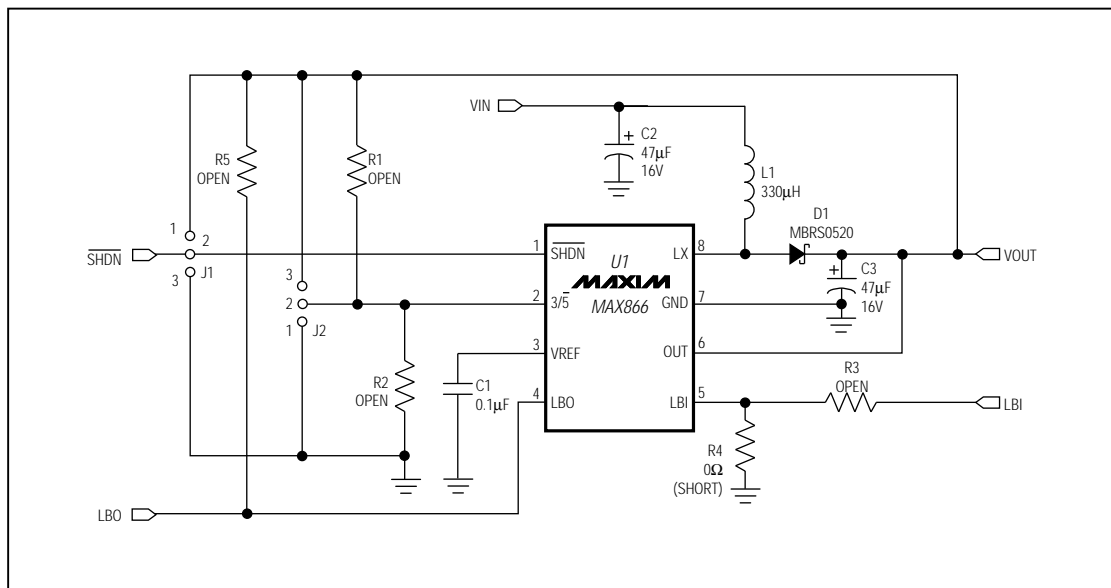 VIN
C2
47μF
16V
R5
OPEN
R1
OPEN
L1
330μH
D1
MBRS0520
1
2
3
J1
SHDN
3
2
1
J2
1
SHDN
LX
8
U1
MAXIM
MAX866
2
3/5
GND
7
3
VREF
OUT
6
4
LBO
LBI
5
VOUT
C3
47μF
16V
R2
OPEN
C1
0.1μF
R3
OPEN
LBI
R4
0Ω
(SHORT)
LBO